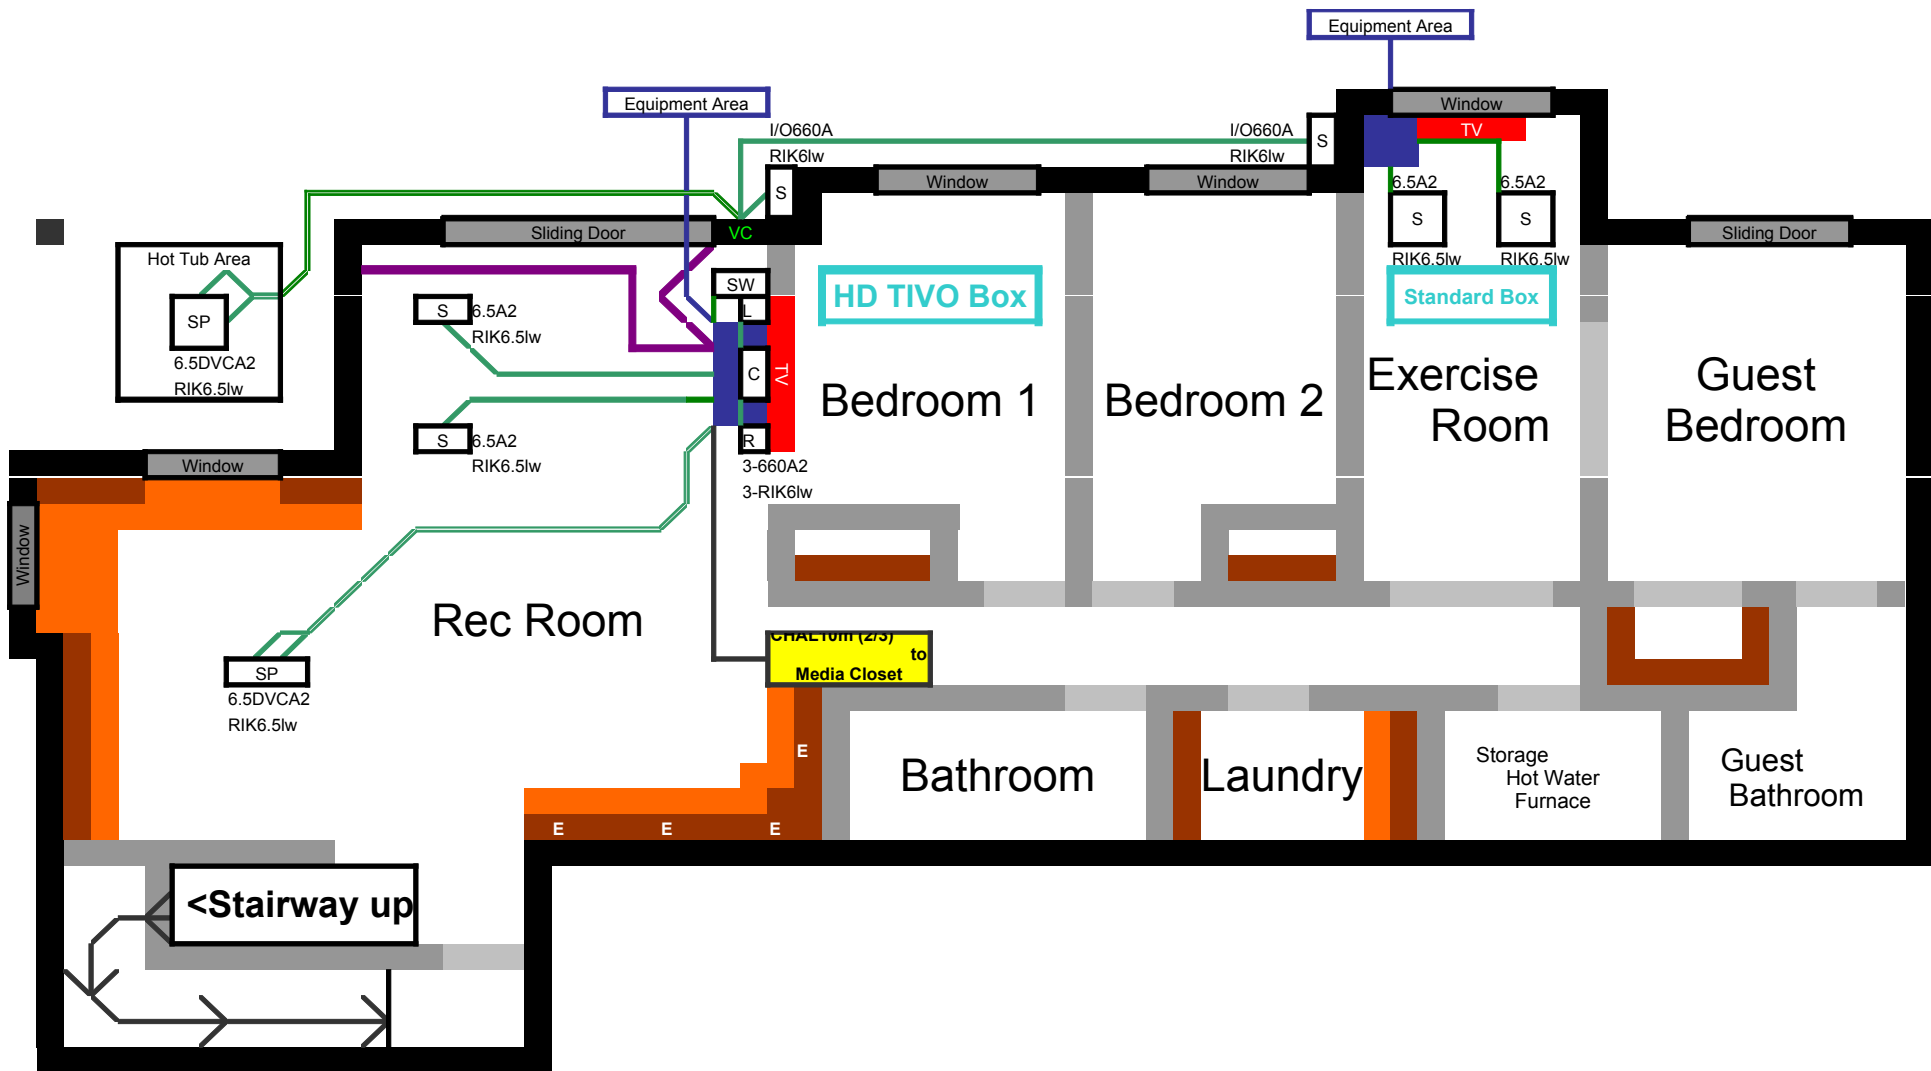 Equipment Area
Equipment Area
Window
I/O660A
I/O660A
TV
S
RIK6lw
RIK6lw
Window
Window
6.5A2
6.5A2
S
S
S
Sliding Door
VC
Sliding Door
Hot Tub Area
RIK6.5lw
RIK6.5lw
SW
HD TIVO Box
Standard Box
S
6.5A2
L
SP
RIK6.5lw
6.5DVCA2
RIK6.5lw
C
TV
Bedroom 1
Bedroom 2
Exercise
Room
Guest
Bedroom
S
6.5A2
R
RIK6.5lw
Window
3-660A2
3-RIK6lw
Window
Rec Room
CHAL10m (2/3)
to
Media Closet
SP
6.5DVCA2
RIK6.5lw
E
Bathroom
Laundry
Storage
Hot Water
Furnace
Guest
Bathroom
E
E
E
<Stairway up